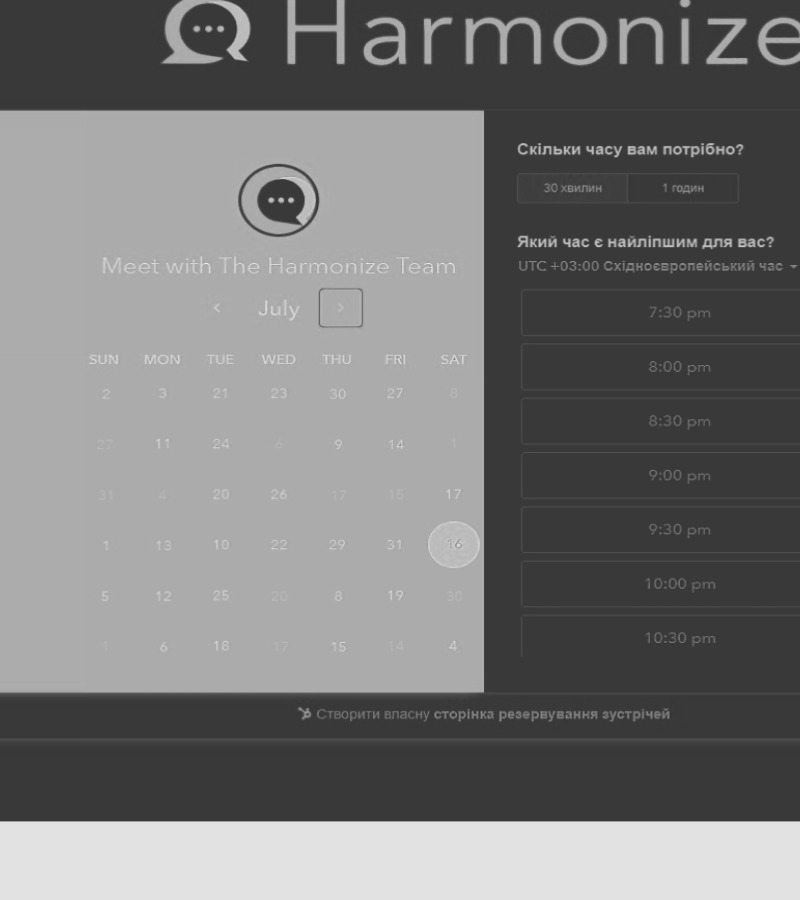 Harmonize
Meet with The Harmonize Team
July
SUN MON TUE WED THU FRI SAT
2 3 21 23 30 27 8
27 11 24 6 9 14 1
31 4 20 26 17 15 17
1 13 10 22 29 31 16
5 12 25 20 8 19 30
1 6 18 17 15 14 4
Скільки часу вам потрібно?
30 хвилин 1 годин
Який час є найліпшим для вас?
UTC +03:00 Східноєвропейський час
7:30 pm
8:00 pm
8:30 pm
9:00 pm
9:30 pm
10:00 pm
10:30 pm
Створити власну сторінка резервування зустрічей